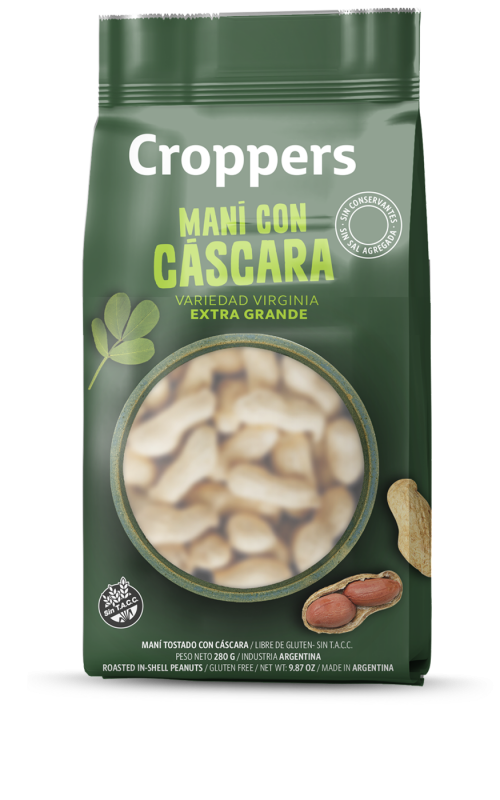 Croppers
MANÍ CON
CÁSCARA
VARIEDAD VIRGINIA
EXTRA GRANDE
· SIN CONSERVANTES ·
SIN SAL AGREGADA
Sin T.A.C.C.
MANÍ TOSTADO CON CÁSCARA / LIBRE DE GLUTEN- SIN T.A.C.C.
PESO NETO 280 G / INDUSTRIA ARGENTINA
ROASTED IN-SHELL PEANUTS / GLUTEN FREE / NET WT. 9.87 OZ / MADE IN ARGENTINA